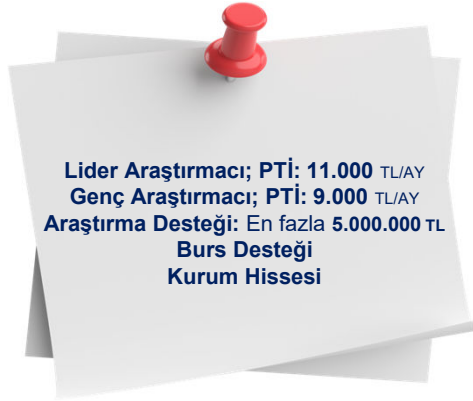 Lider Araştırmacı; PTİ: 11.000 TL/AY
Genç Araştırmacı; PTİ: 9.000 TL/AY
Araştırma Desteği: En fazla 5.000.000 TL
Burs Desteği
Kurum Hissesi